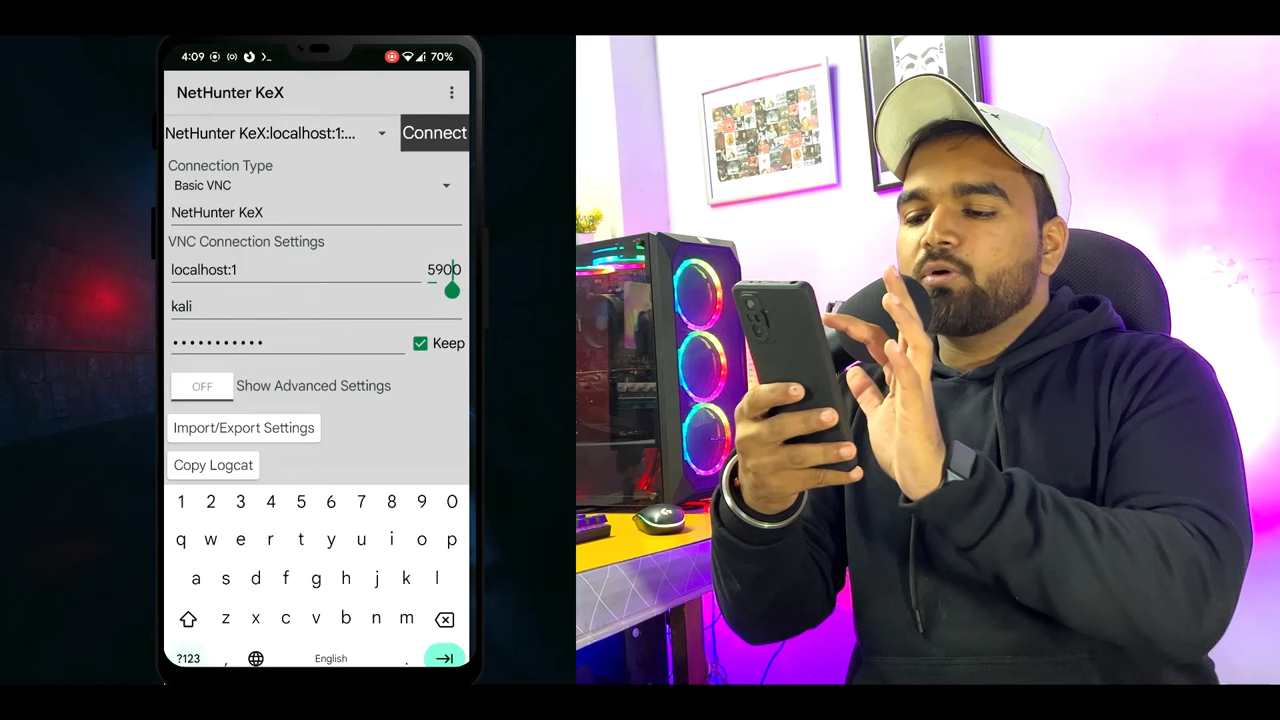 4:09
70%
NetHunter KeX
NetHunter KeX:localhost:1:...
Connect
Connection Type
Basic VNC
NetHunter KeX
VNC Connection Settings
localhost:1
5900
kali
•••••••••••
Keep
OFF
Show Advanced Settings
Import/Export Settings
Copy Logcat
1 2 3 4 5 6 7 8 9 0
q w e r t y u i o p
a s d f g h j k l
z x c v b n m
?123 , English .